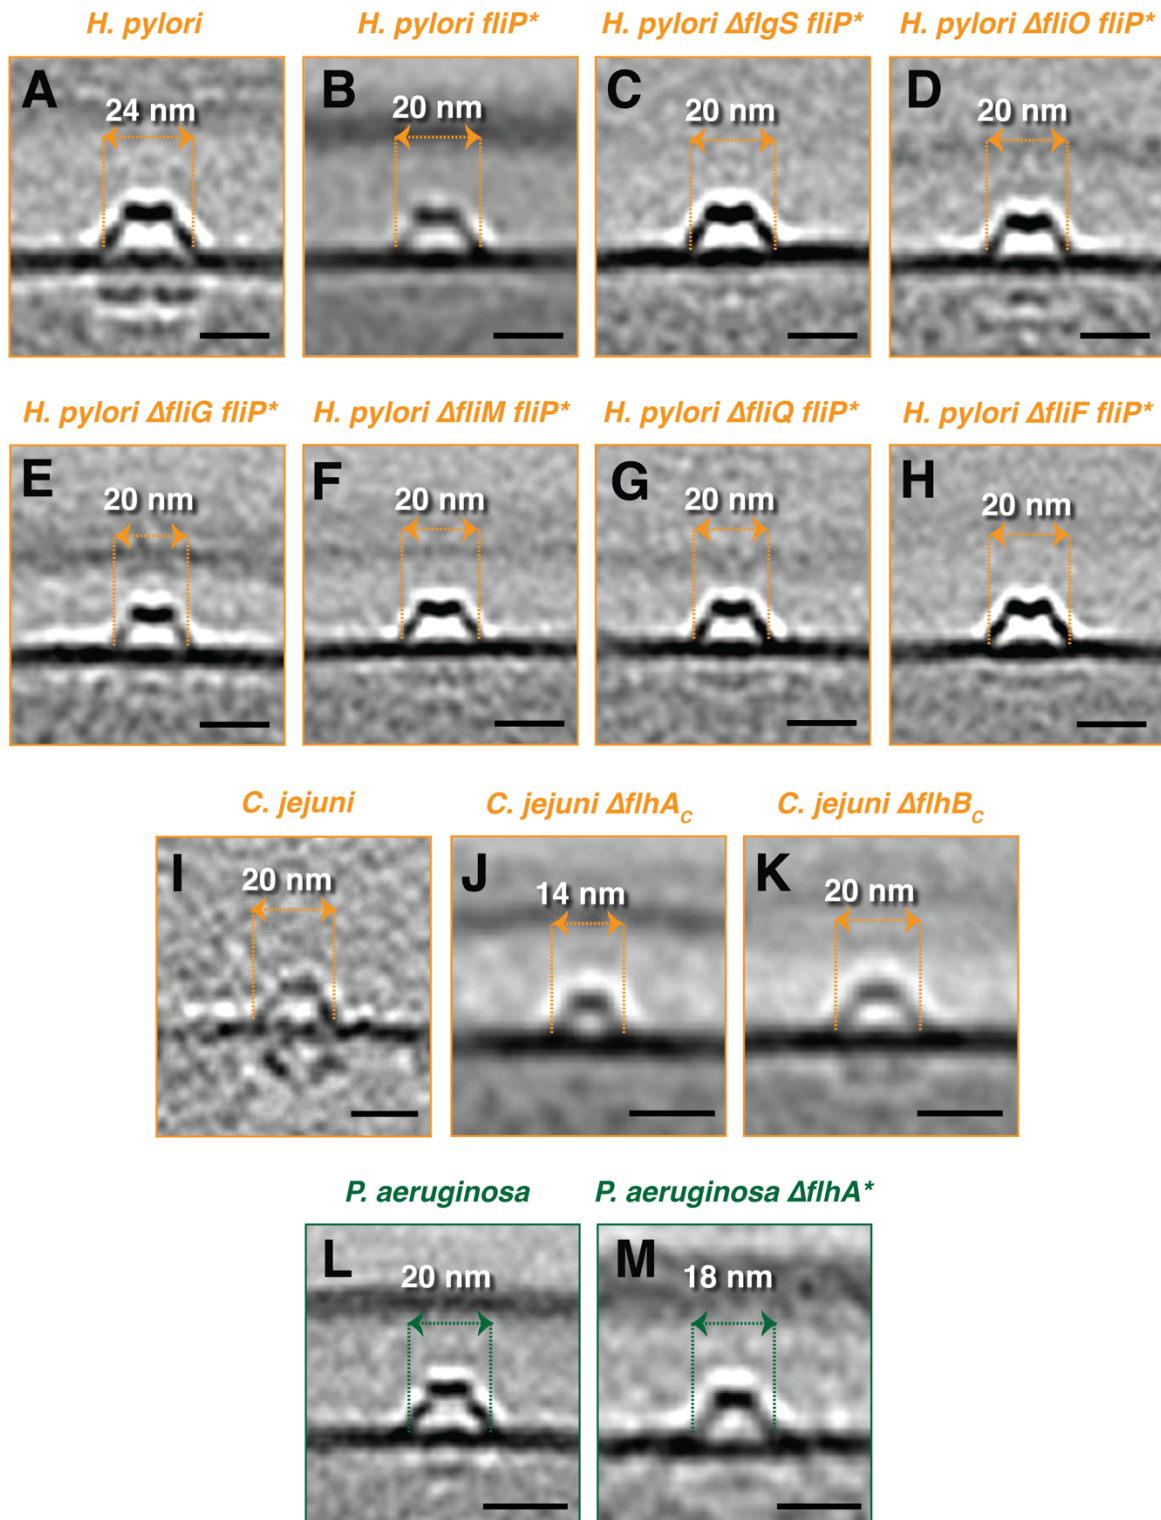 H. pylori
H. pylori fliP*
H. pylori ΔflgS fliP*
H. pylori ΔfliO fliP*
A
24 nm
B
20 nm
C
20 nm
D
20 nm
H. pylori ΔfliG fliP*
H. pylori ΔfliM fliP*
H. pylori ΔfliQ fliP*
H. pylori ΔfliF fliP*
E
20 nm
F
20 nm
G
20 nm
H
20 nm
C. jejuni
C. jejuni ΔflhA_C
C. jejuni ΔflhB_C
I
20 nm
J
14 nm
K
20 nm
P. aeruginosa
P. aeruginosa ΔflhA*
L
20 nm
M
18 nm